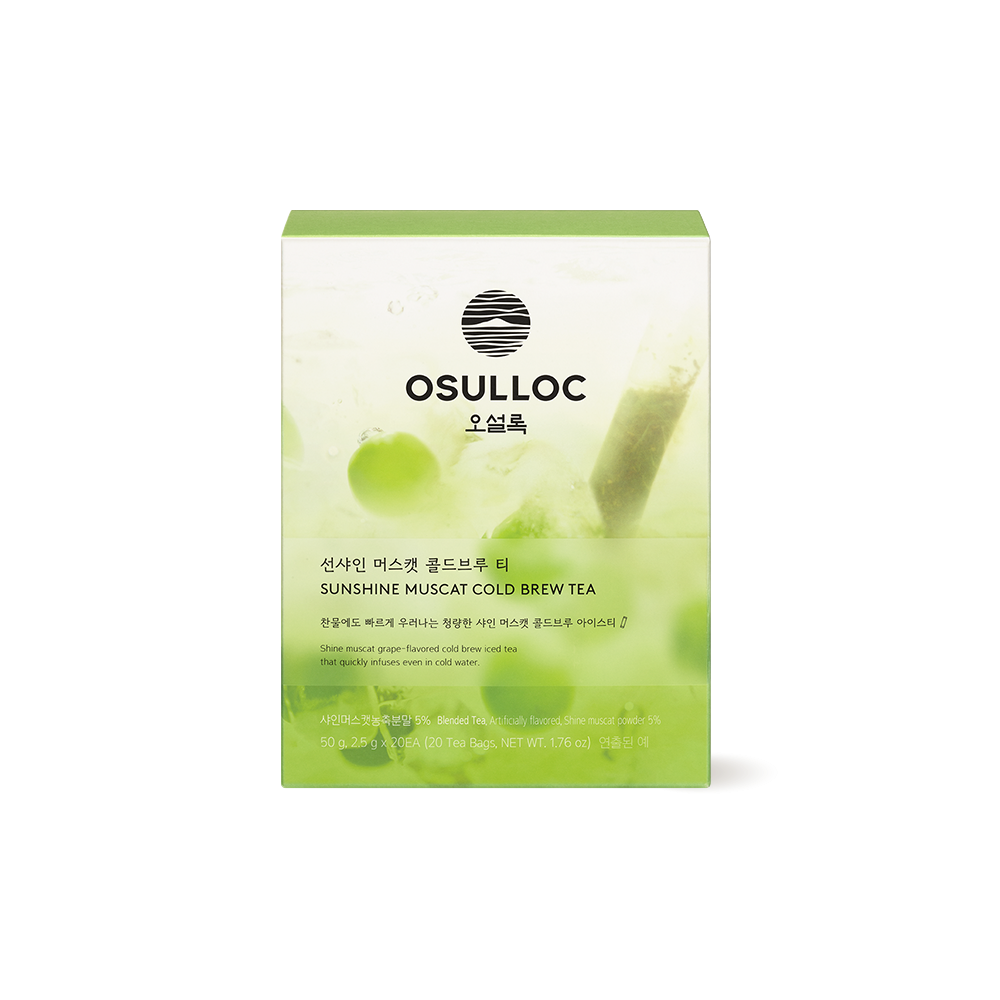 OSULLOC
오설록
선샤인 머스캣 콜드브루 티
SUNSHINE MUSCAT COLD BREW TEA
찬물에도 빠르게 우러나는 청량한 샤인 머스캣 콜드브루 아이스티
Shine muscat grape-flavored cold brew iced tea
that quickly infuses even in cold water.
샤인머스캣농축분말 5% Blended Tea, Artificially flavored, Shine muscat powder 5%
50 g, 2.5 g x 20EA (20 Tea Bags, NET WT. 1.76 oz) 연출된 예